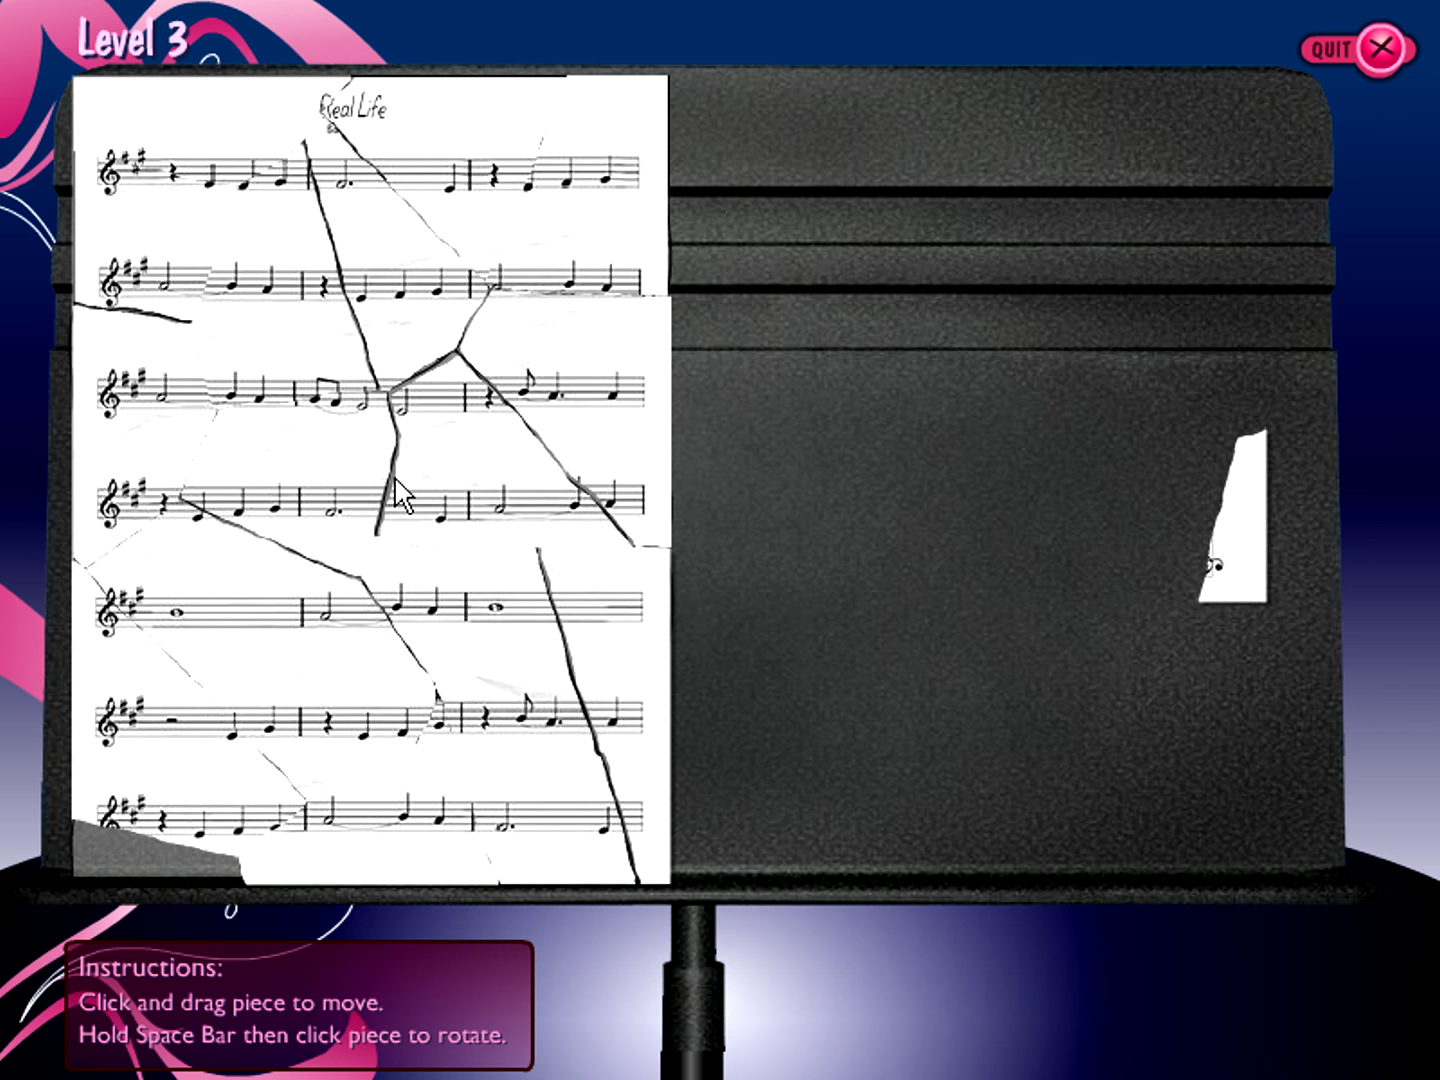 Level 3
QUIT
Real Life
Instructions:
Click and drag piece to move.
Hold Space Bar then click piece to rotate.